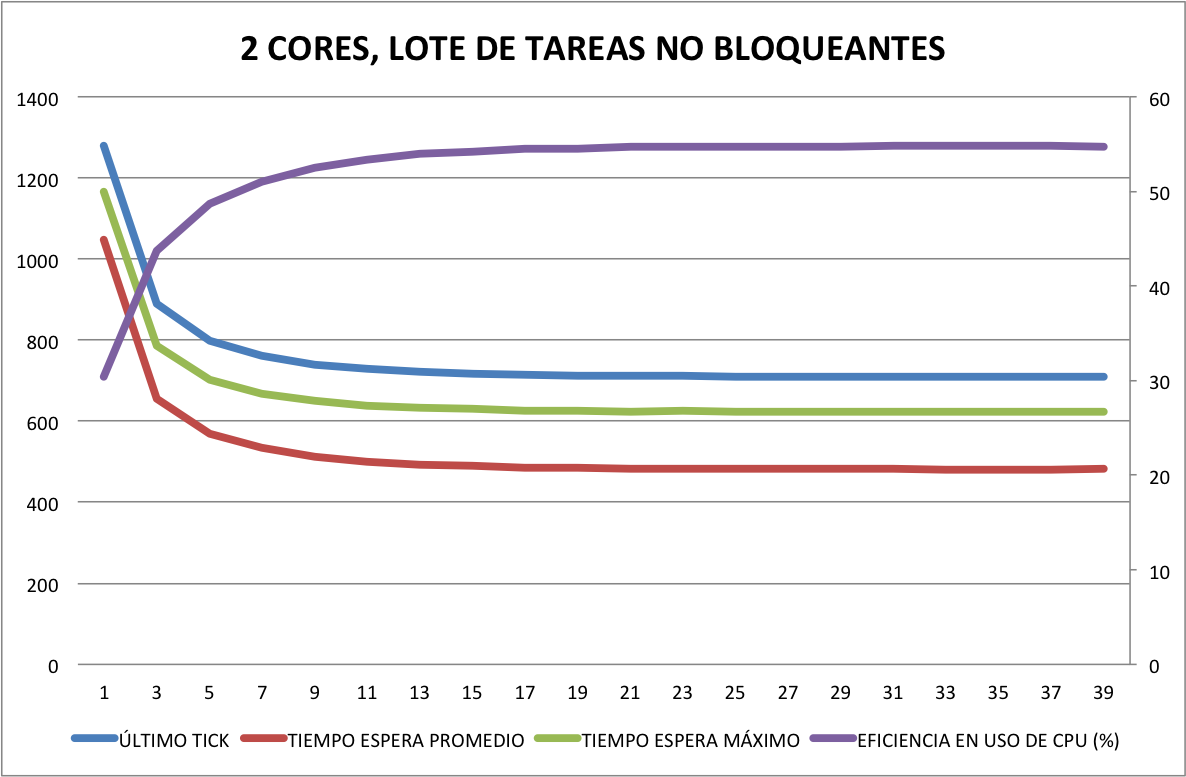 2 CORES, LOTE DE TAREAS NO BLOQUEANTES
1400 60
1200 50
1000 40
800 30
600 20
400 10
200 0
0
1 3 5 7 9 11 13 15 17 19 21 23 25 27 29 31 33 35 37 39
ÚLTIMO TICK TIEMPO ESPERA PROMEDIO TIEMPO ESPERA MÁXIMO EFICIENCIA EN USO DE CPU (%)